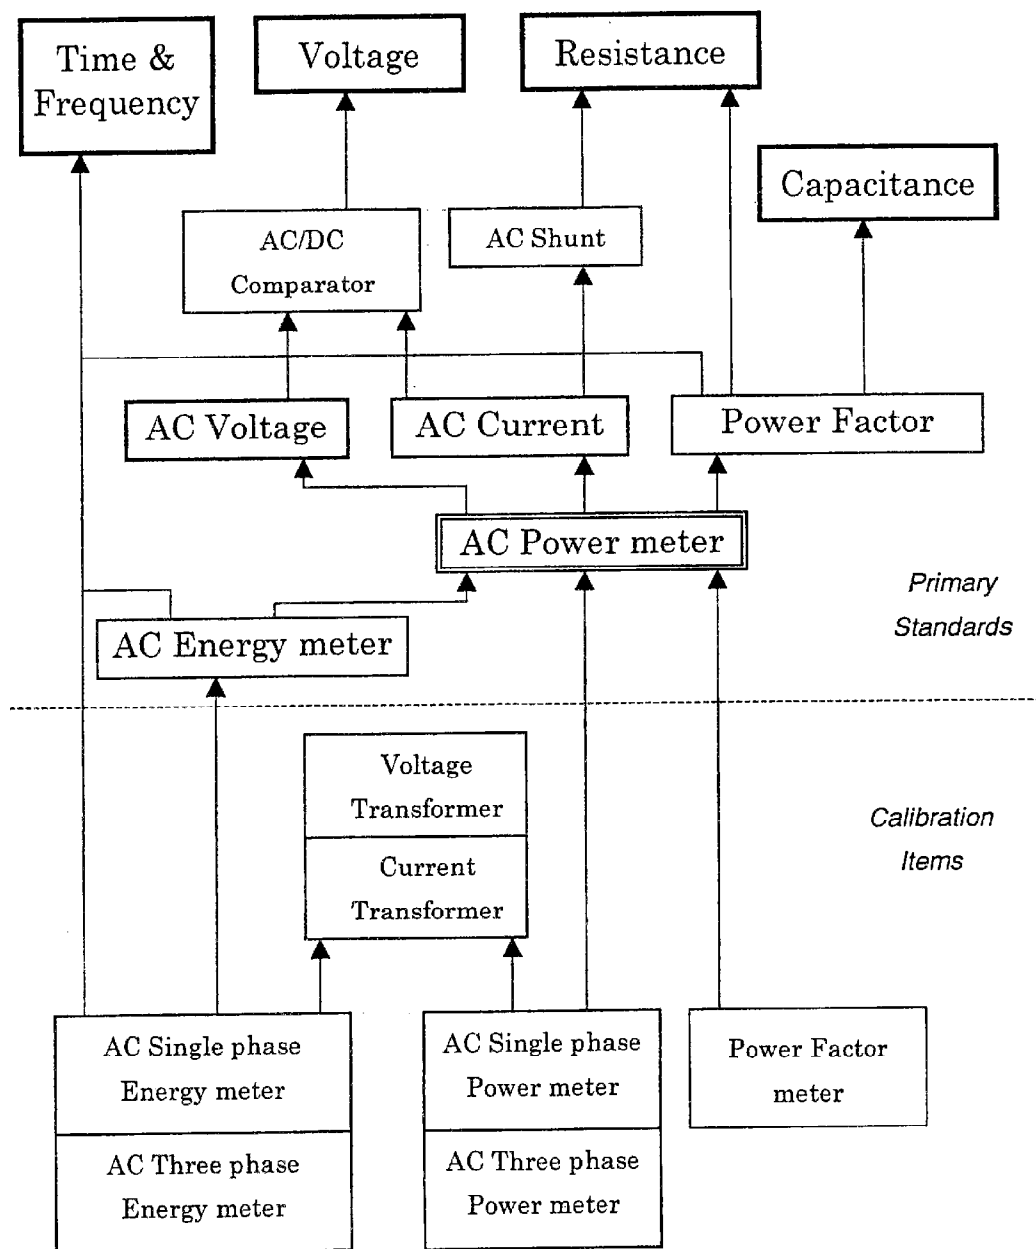 Time &
Frequency
Voltage
Resistance
Capacitance
AC/DC
Comparator
AC Shunt
AC Voltage
AC Current
Power Factor
AC Power meter
Primary
Standards
AC Energy meter
Voltage
Transformer
Current
Transformer
Calibration
Items
AC Single phase
Energy meter
AC Three phase
Energy meter
AC Single phase
Power meter
AC Three phase
Power meter
Power Factor
meter